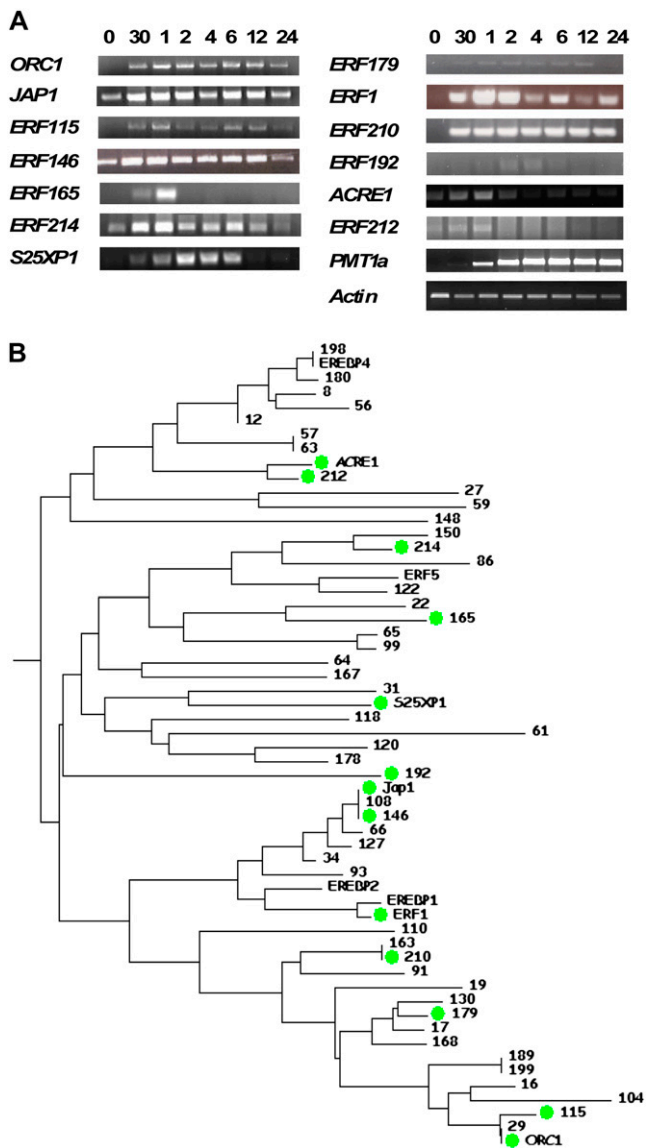 A
0 30 1 2 4 6 12 24
ORC1
JAP1
ERF115
ERF146
ERF165
ERF214
S25XP1
0 30 1 2 4 6 12 24
ERF179
ERF1
ERF210
ERF192
ACRE1
ERF212
PMT1a
Actin
B
198
EREBP4
180
8
56
12
57
63
ACRE1
212
27
59
148
150
214
86
ERF5
122
22
165
65
99
64
167
31
S25XP1
118
61
120
178
192
Jap1
108
146
66
127
34
93
EREBP2
EREBP1
ERF1
110
163
210
91
19
130
179
17
168
189
199
16
104
115
29
ORC1